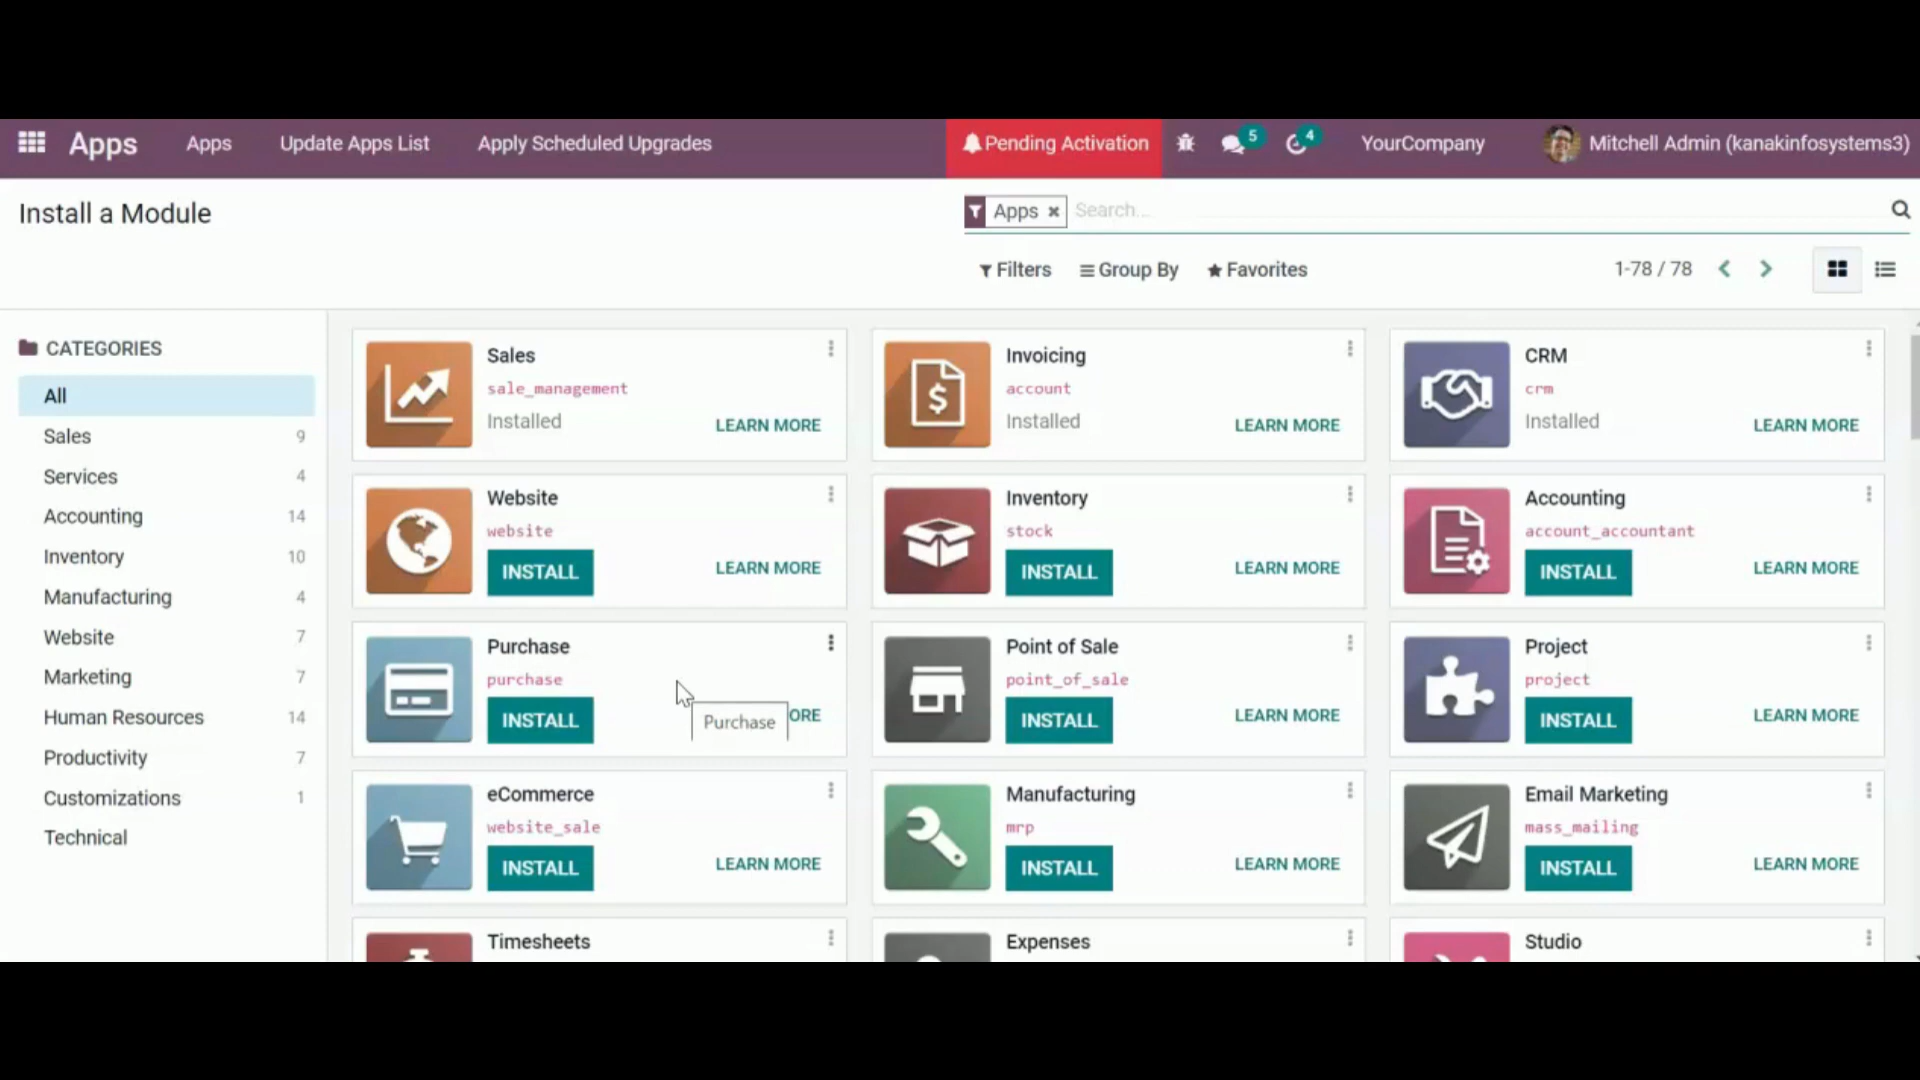 Apps Apps Update Apps List Apply Scheduled Upgrades Pending Activation 5 4 YourCompany Mitchell Admin (kanakinfosystems3)
Install a Module
Apps × Search...
Filters Group By Favorites 1-78 / 78
CATEGORIES
All
Sales 9
Services 4
Accounting 14
Inventory 10
Manufacturing 4
Website 7
Marketing 7
Human Resources 14
Productivity 7
Customizations 1
Technical
Sales
sale_management
Installed LEARN MORE
Invoicing
account
Installed LEARN MORE
CRM
crm
Installed LEARN MORE
Website
website
INSTALL LEARN MORE
Inventory
stock
INSTALL LEARN MORE
Accounting
account_accountant
INSTALL LEARN MORE
Purchase
purchase
INSTALL ORE
Purchase
Point of Sale
point_of_sale
INSTALL LEARN MORE
Project
project
INSTALL LEARN MORE
eCommerce
website_sale
INSTALL LEARN MORE
Manufacturing
mrp
INSTALL LEARN MORE
Email Marketing
mass_mailing
INSTALL LEARN MORE
Timesheets
Expenses
Studio